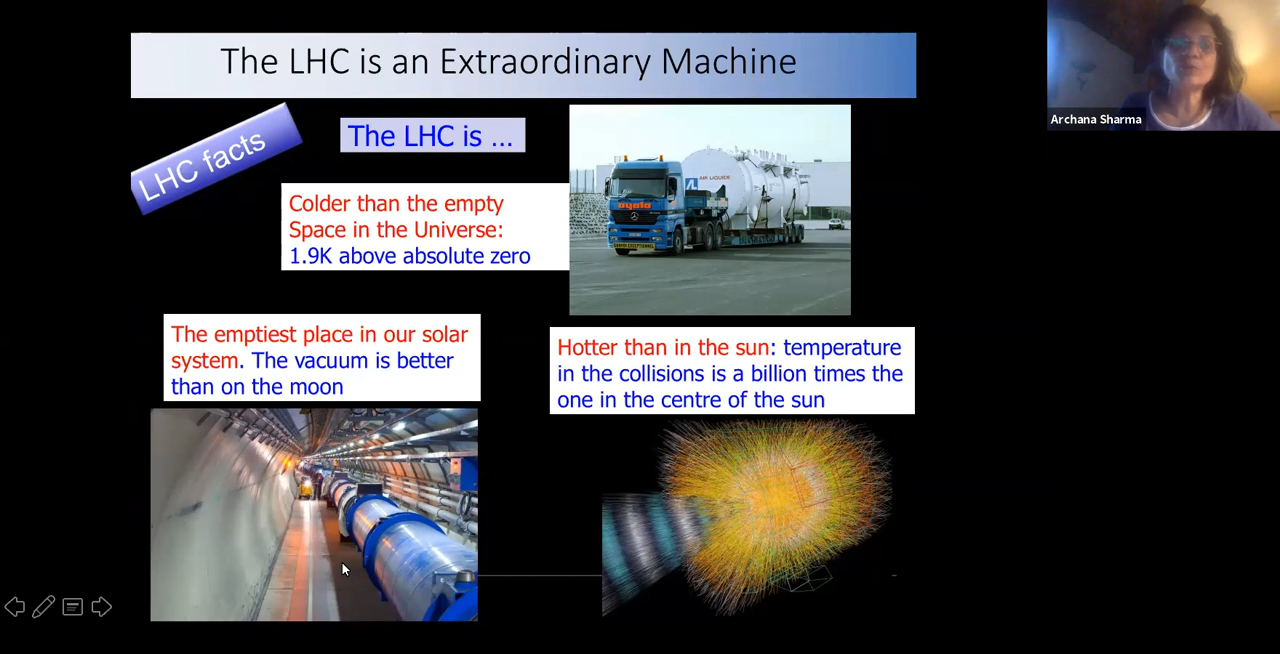 The LHC is an Extraordinary Machine
Archana Sharma
LHC facts
The LHC is ...
Colder than the empty
Space in the Universe:
1.9K above absolute zero
AIR LIQUIDE
The emptiest place in our solar
system. The vacuum is better
than on the moon
Hotter than in the sun: temperature
in the collisions is a billion times the
one in the centre of the sun